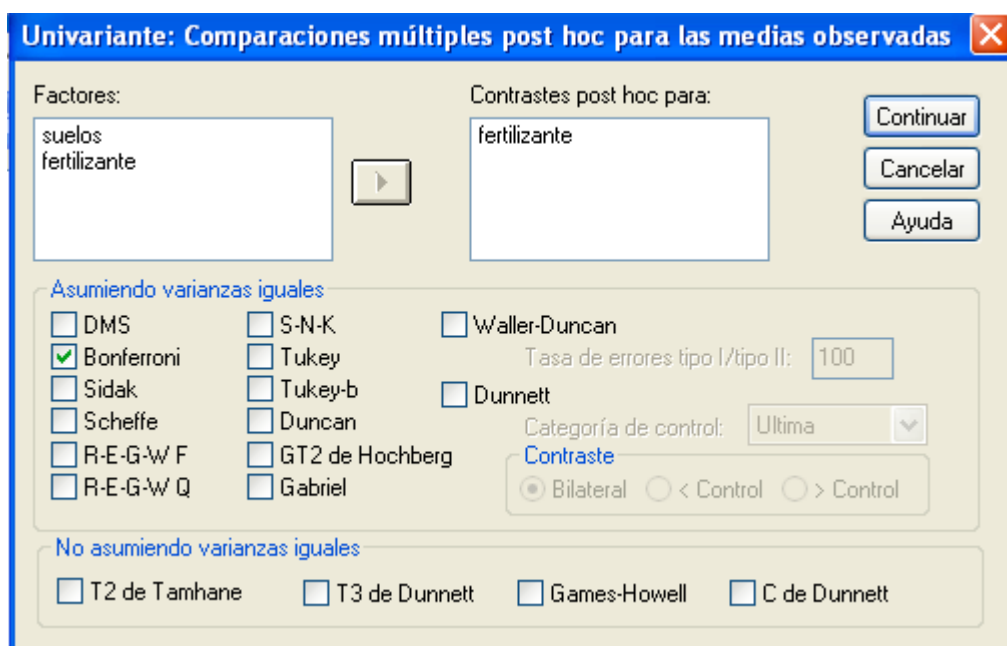 Univariante: Comparaciones múltiples post hoc para las medias observadas
Factores:
suelos
fertilizante
Contrastes post hoc para:
fertilizante
Continuar
Cancelar
Ayuda
Asumiendo varianzas iguales
DMS
Bonferroni
Sidak
Scheffe
R-E-G-W F
R-E-G-W Q
S-N-K
Tukey
Tukey-b
Duncan
GT2 de Hochberg
Gabriel
Waller-Duncan
Tasa de errores tipo I/tipo II: 100
Dunnett
Categoría de control: Ultima
Contraste
Bilateral < Control > Control
No asumiendo varianzas iguales
T2 de Tamhane T3 de Dunnett Games-Howell C de Dunnett